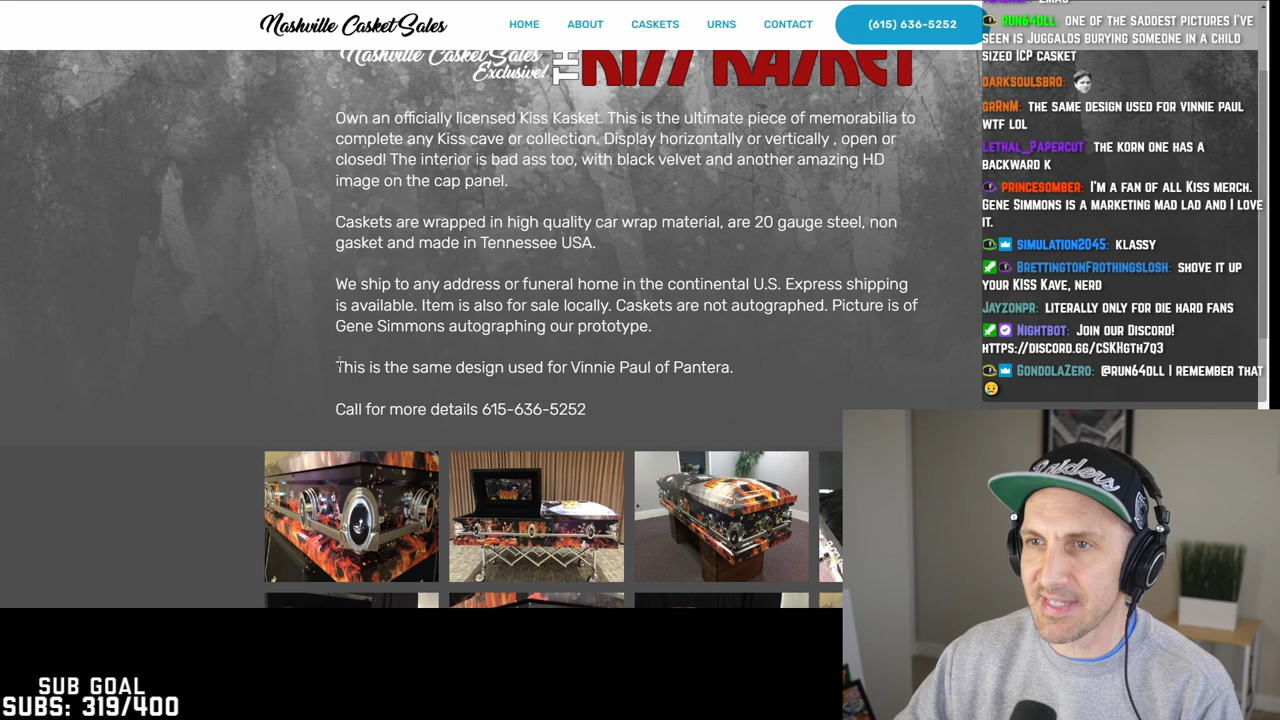 Nashville Casket Sales
HOME ABOUT CASKETS URNS CONTACT (615) 636-5252
Nashville Casket Sales
Exclusive!
THE KISS KASKET
Own an officially licensed Kiss Kasket. This is the ultimate piece of memorabilia to
complete any Kiss cave or collection. Display horizontally or vertically , open or
closed! The interior is bad ass too, with black velvet and another amazing HD
image on the cap panel.
Caskets are wrapped in high quality car wrap material, are 20 gauge steel, non
gasket and made in Tennessee USA.
We ship to any address or funeral home in the continental U.S. Express shipping
is available. Item is also for sale locally. Caskets are not autographed. Picture is of
Gene Simmons autographing our prototype.
This is the same design used for Vinnie Paul of Pantera.
Call for more details 615-636-5252
RUN64DLL: ONE OF THE SADDEST PICTURES I'VE
SEEN IS JUGGALOS BURYING SOMEONE IN A CHILD
SIZED ICP CASKET
DARKSOULSBRO:
GRRNM: THE SAME DESIGN USED FOR VINNIE PAUL
WTF LOL
LETHAL_PAPERCUT: THE KORN ONE HAS A
BACKWARD K
PRINCESOMBER: I'M A FAN OF ALL KISS MERCH.
GENE SIMMONS IS A MARKETING MAD LAD AND I LOVE
IT.
SIMULATION2045: KLASSY
BRETTINGTONFROTHINGSLOSH: SHOVE IT UP
YOUR KISS KAVE, NERD
JAYZONPR: LITERALLY ONLY FOR DIE HARD FANS
NIGHTBOT: JOIN OUR DISCORD!
HTTPS://DISCORD.GG/CSKHGTH7Q3
GONDOLAZERO: @RUN64DLL I REMEMBER THAT
Raiders
SUB GOAL
SUBS: 319/400